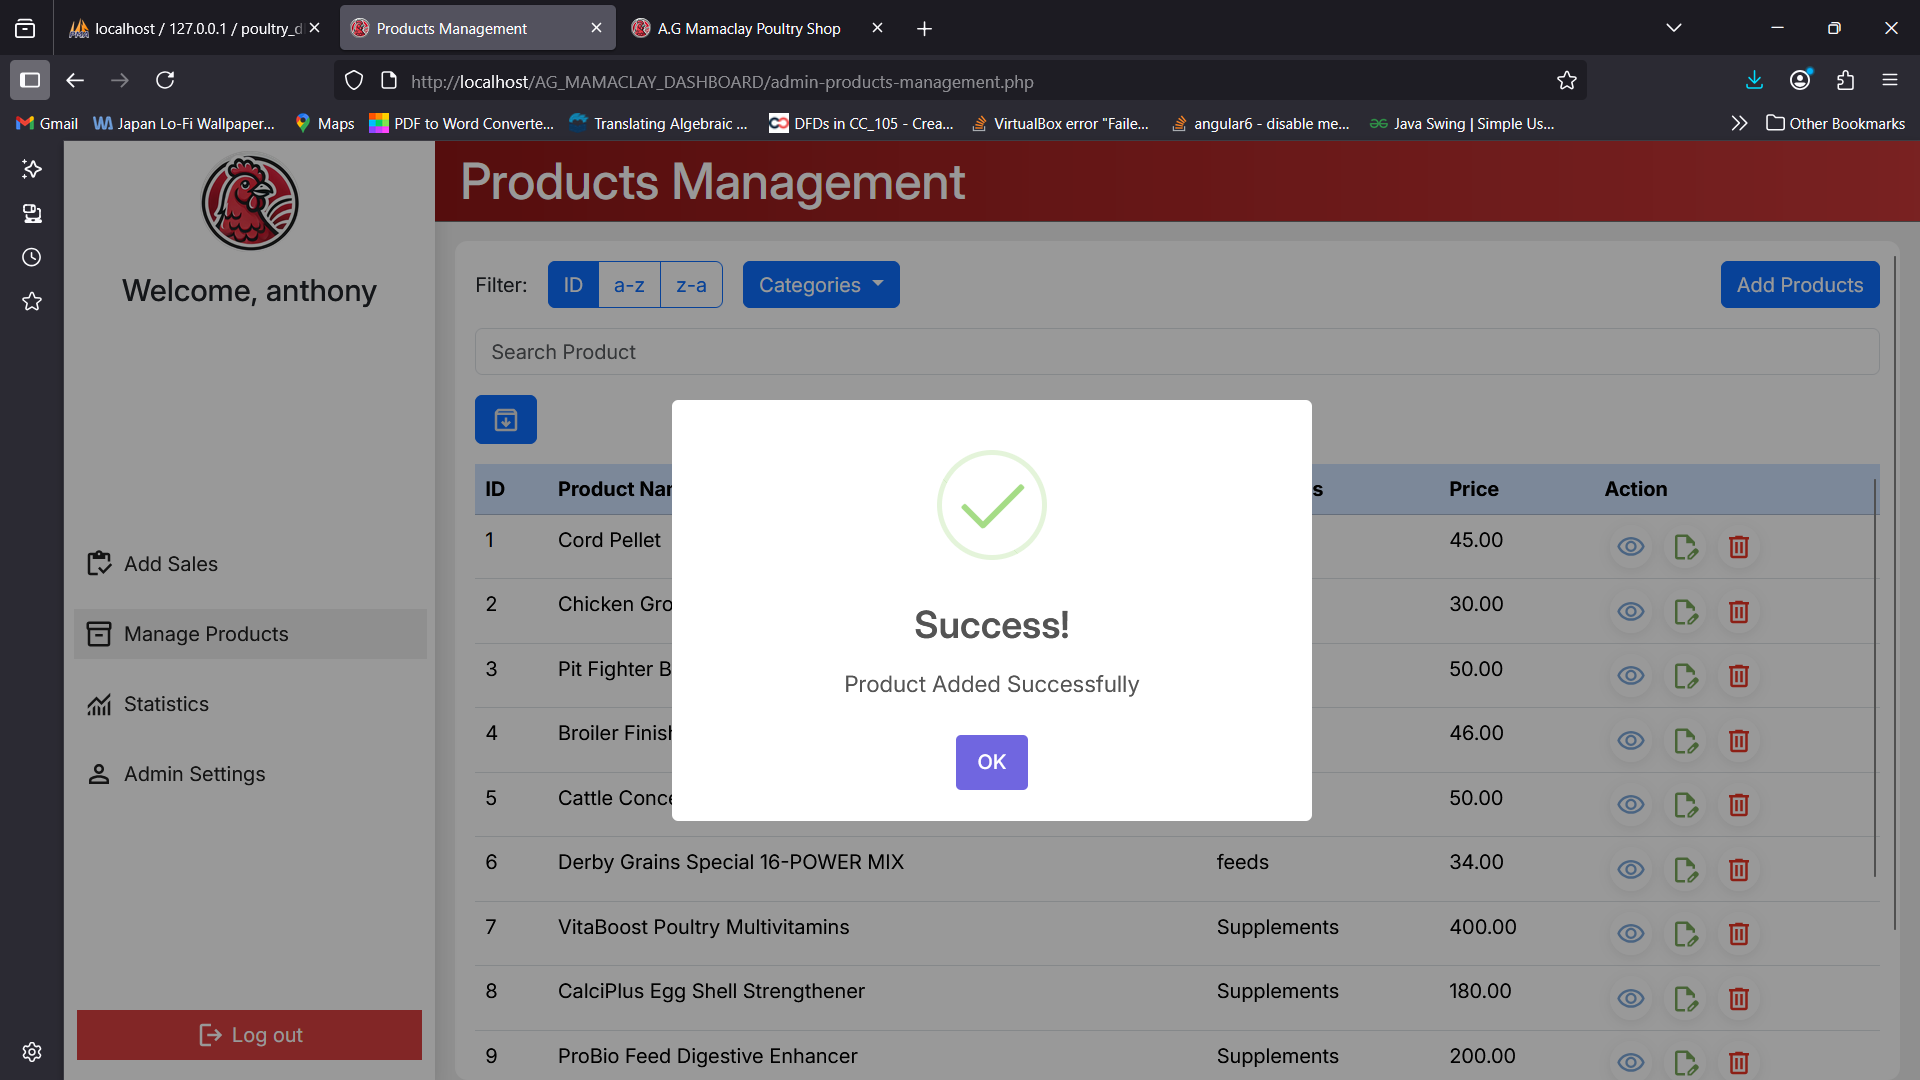 localhost / 127.0.0.1 / poultry_d
Products Management
A.G Mamaclay Poultry Shop
http://localhost/AG_MAMACLAY_DASHBOARD/admin-products-management.php
Gmail
Japan Lo-Fi Wallpaper...
Maps
PDF to Word Converte...
Translating Algebraic ...
DFDs in CC_105 - Crea...
VirtualBox error "Faile...
angular6 - disable me...
Java Swing | Simple Us...
Other Bookmarks
Welcome, anthony
Add Sales
Manage Products
Statistics
Admin Settings
Log out
Products Management
Filter: ID a-z z-a Categories Add Products
Search Product
ID Product Nar s Price Action
1 Cord Pellet 45.00
2 Chicken Gro 30.00
3 Pit Fighter B 50.00
4 Broiler Finish 46.00
5 Cattle Conce 50.00
6 Derby Grains Special 16-POWER MIX feeds 34.00
7 VitaBoost Poultry Multivitamins Supplements 400.00
8 CalciPlus Egg Shell Strengthener Supplements 180.00
9 ProBio Feed Digestive Enhancer Supplements 200.00
Success!
Product Added Successfully
OK